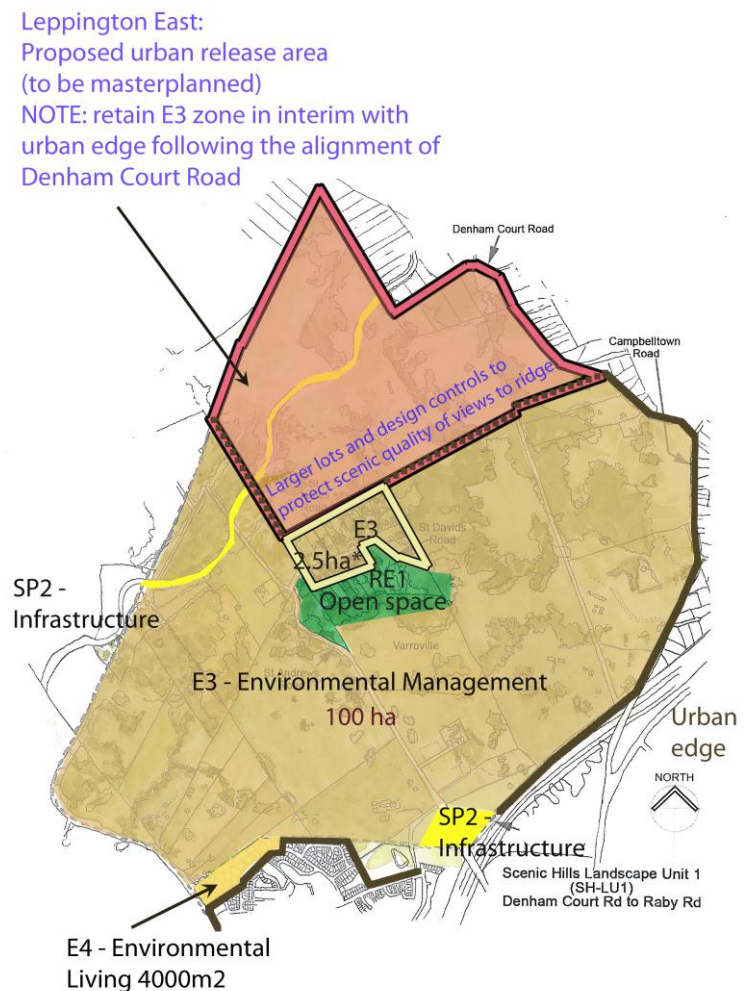 Leppington East:
Proposed urban release area
(to be masterplanned)
NOTE: retain E3 zone in interim with
urban edge following the alignment of
Denham Court Road
Denham Court Road
Campbelltown
Road
Larger lots and design controls to
protect scenic quality of views to ridge
E3
2.5ha*
St Davids
Road
RE1
Open space
SP2 -
Infrastructure
Varroville
St Andrews
E3 - Environmental Management
100 ha
Urban
edge
NORTH
SP2 -
Infrastructure
Scenic Hills Landscape Unit 1
(SH-LU1)
Denham Court Rd to Raby Rd
E4 - Environmental
Living 4000m2